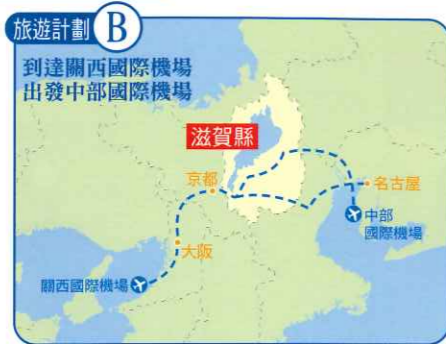 旅遊計劃 B
到達關西國際機場
出發中部國際機場
滋賀縣
京都
名古屋
中部
國際機場
大阪
關西國際機場